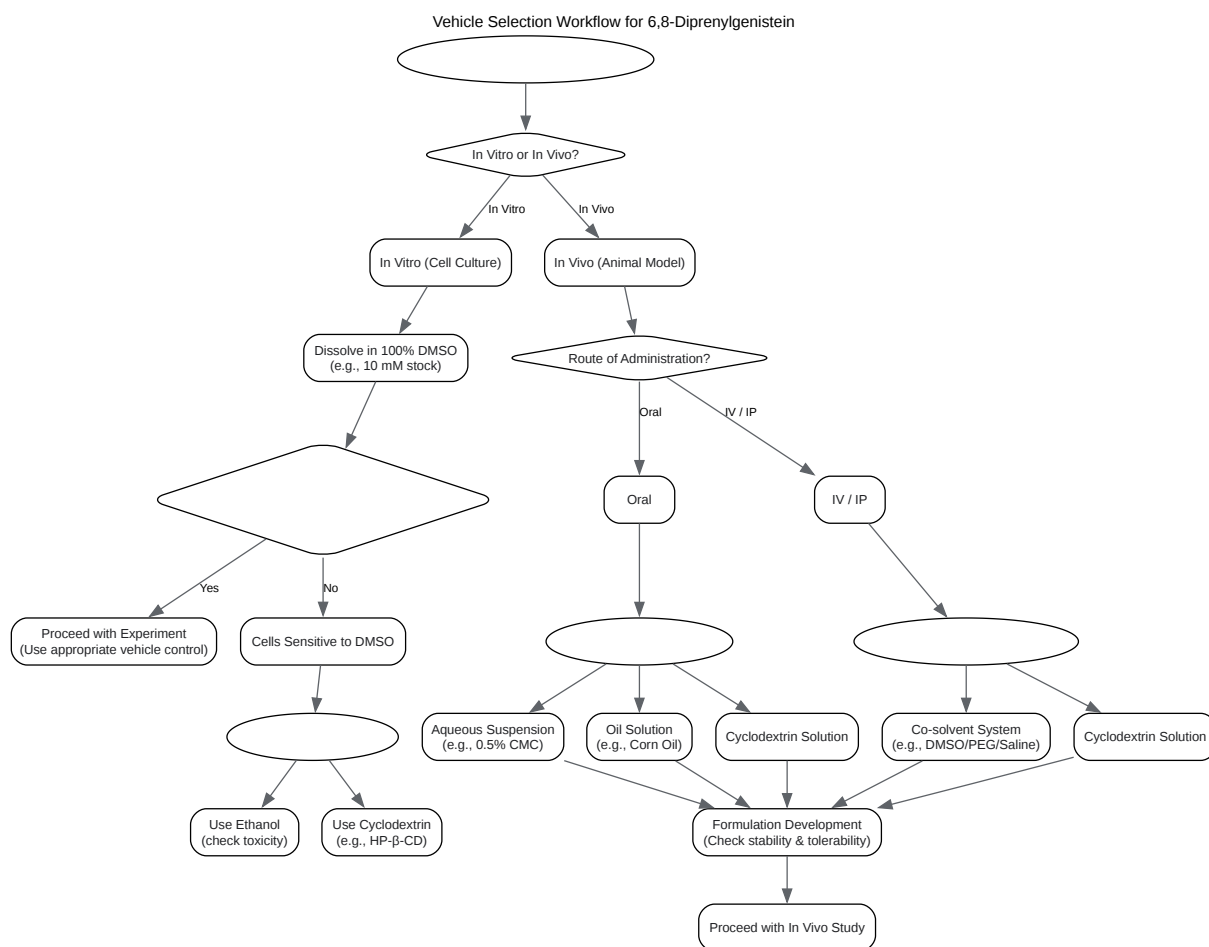 Vehicle Selection Workflow for 6,8-Diprenylgenistein
In Vitro or In Vivo?
In Vitro
In Vivo
In Vitro (Cell Culture)
In Vivo (Animal Model)
Dissolve in 100% DMSO
(e.g., 10 mM stock)
Route of Administration?
Oral
IV / IP
Oral
IV / IP
Yes
No
Proceed with Experiment
(Use appropriate vehicle control)
Cells Sensitive to DMSO
Aqueous Suspension
(e.g., 0.5% CMC)
Oil Solution
(e.g., Corn Oil)
Cyclodextrin Solution
Co-solvent System
(e.g., DMSO/PEG/Saline)
Cyclodextrin Solution
Use Ethanol
(check toxicity)
Use Cyclodextrin
(e.g., HP-β-CD)
Formulation Development
(Check stability & tolerability)
Proceed with In Vivo Study